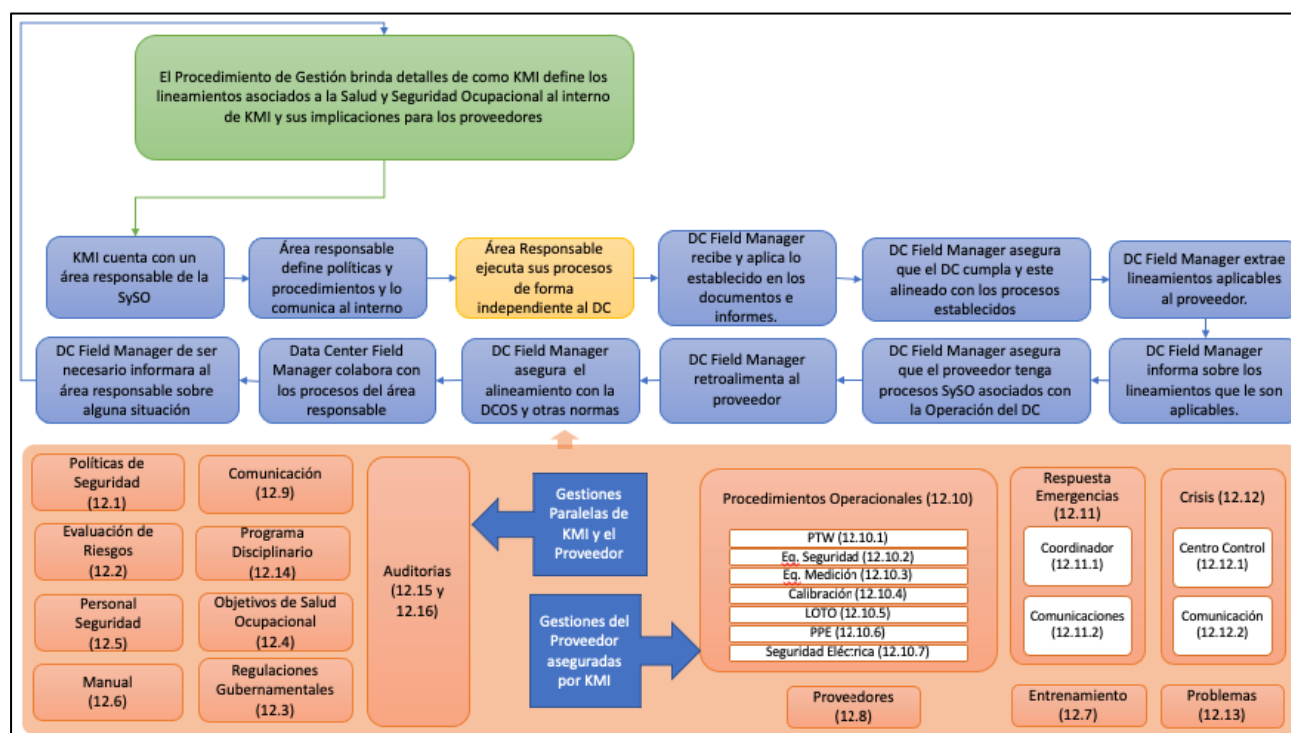 El Procedimiento de Gestión brinda detalles de como KMI define los
lineamientos asociados a la Salud y Seguridad Ocupacional al interno
de KMI y sus implicaciones para los proveedores
KMI cuenta con un
área responsable de la
SySO
Área responsable
define políticas y
procedimientos y lo
comunica al interno
Área Responsable
ejecuta sus procesos
de forma
independiente al DC
DC Field Manager
recibe y aplica lo
establecido en los
documentos e
informes.
DC Field Manager asegura
que el DC cumpla y este
alineado con los procesos
establecidos
DC Field Manager extrae
lineamientos aplicables
al proveedor.
DC Field Manager de ser
necesario informara al
área responsable sobre
alguna situación
Data Center Field
Manager colabora con
los procesos del área
responsable
DC Field Manager
asegura el
alineamiento con la
DCOS y otras normas
DC Field Manager
retroalimenta al
proveedor
DC Field Manager asegura
que el proveedor tenga
procesos SySO asociados
con la Operación del DC
DC Field Manager
informa sobre los
lineamientos que le son
aplicables.
Políticas de
Seguridad
(12.1)
Comunicación
(12.9)
Evaluación de
Riesgos
(12.2)
Programa
Disciplinario
(12.14)
Personal
Seguridad
(12.5)
Objetivos de Salud
Ocupacional
(12.4)
Manual
(12.6)
Regulaciones
Gubernamentales
(12.3)
Auditorias
(12.15 y
12.16)
Gestiones
Paralelas de
KMI y el
Proveedor
Gestiones del
Proveedor
aseguradas
por KMI
Procedimientos Operacionales (12.10)
PTW (12.10.1)
Eq. Seguridad (12.10.2)
Eq. Medición (12.10.3)
Calibración (12.10.4)
LOTO (12.10.5)
PPE (12.10.6)
Seguridad Eléctrica (12.10.7)
Respuesta
Emergencias
(12.11)
Coordinador
(12.11.1)
Comunicaciones
(12.11.2)
Crisis (12.12)
Centro Control
(12.12.1)
Comunicación
(12.12.2)
Proveedores
(12.8)
Entrenamiento
(12.7)
Problemas
(12.13)